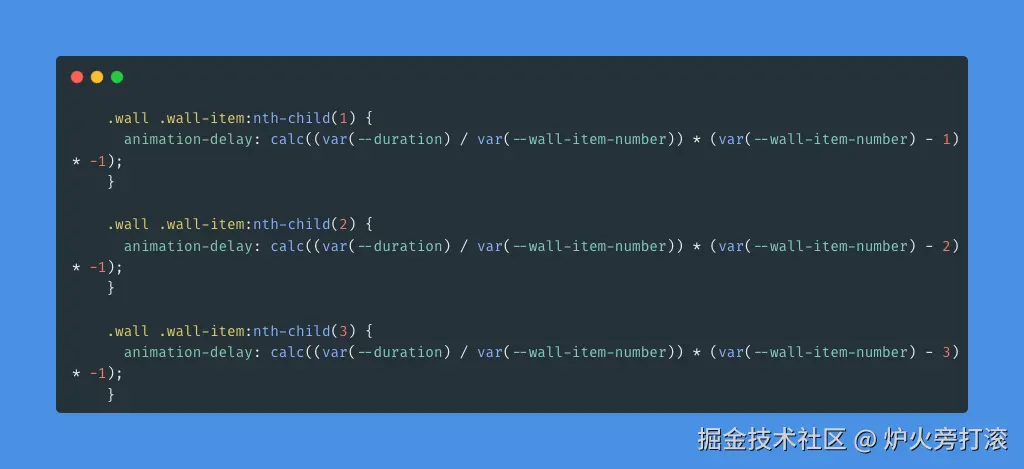 .wall .wall-item:nth-child(1) {
animation-delay: calc((var(--duration) / var(--wall-item-number)) * (var(--wall-item-number) - 1)
* -1);
}
.wall .wall-item:nth-child(2) {
animation-delay: calc((var(--duration) / var(--wall-item-number)) * (var(--wall-item-number) - 2)
* -1);
}
.wall .wall-item:nth-child(3) {
animation-delay: calc((var(--duration) / var(--wall-item-number)) * (var(--wall-item-number) - 3)
* -1);
}
掘金技术社区 @ 炉火旁打滚